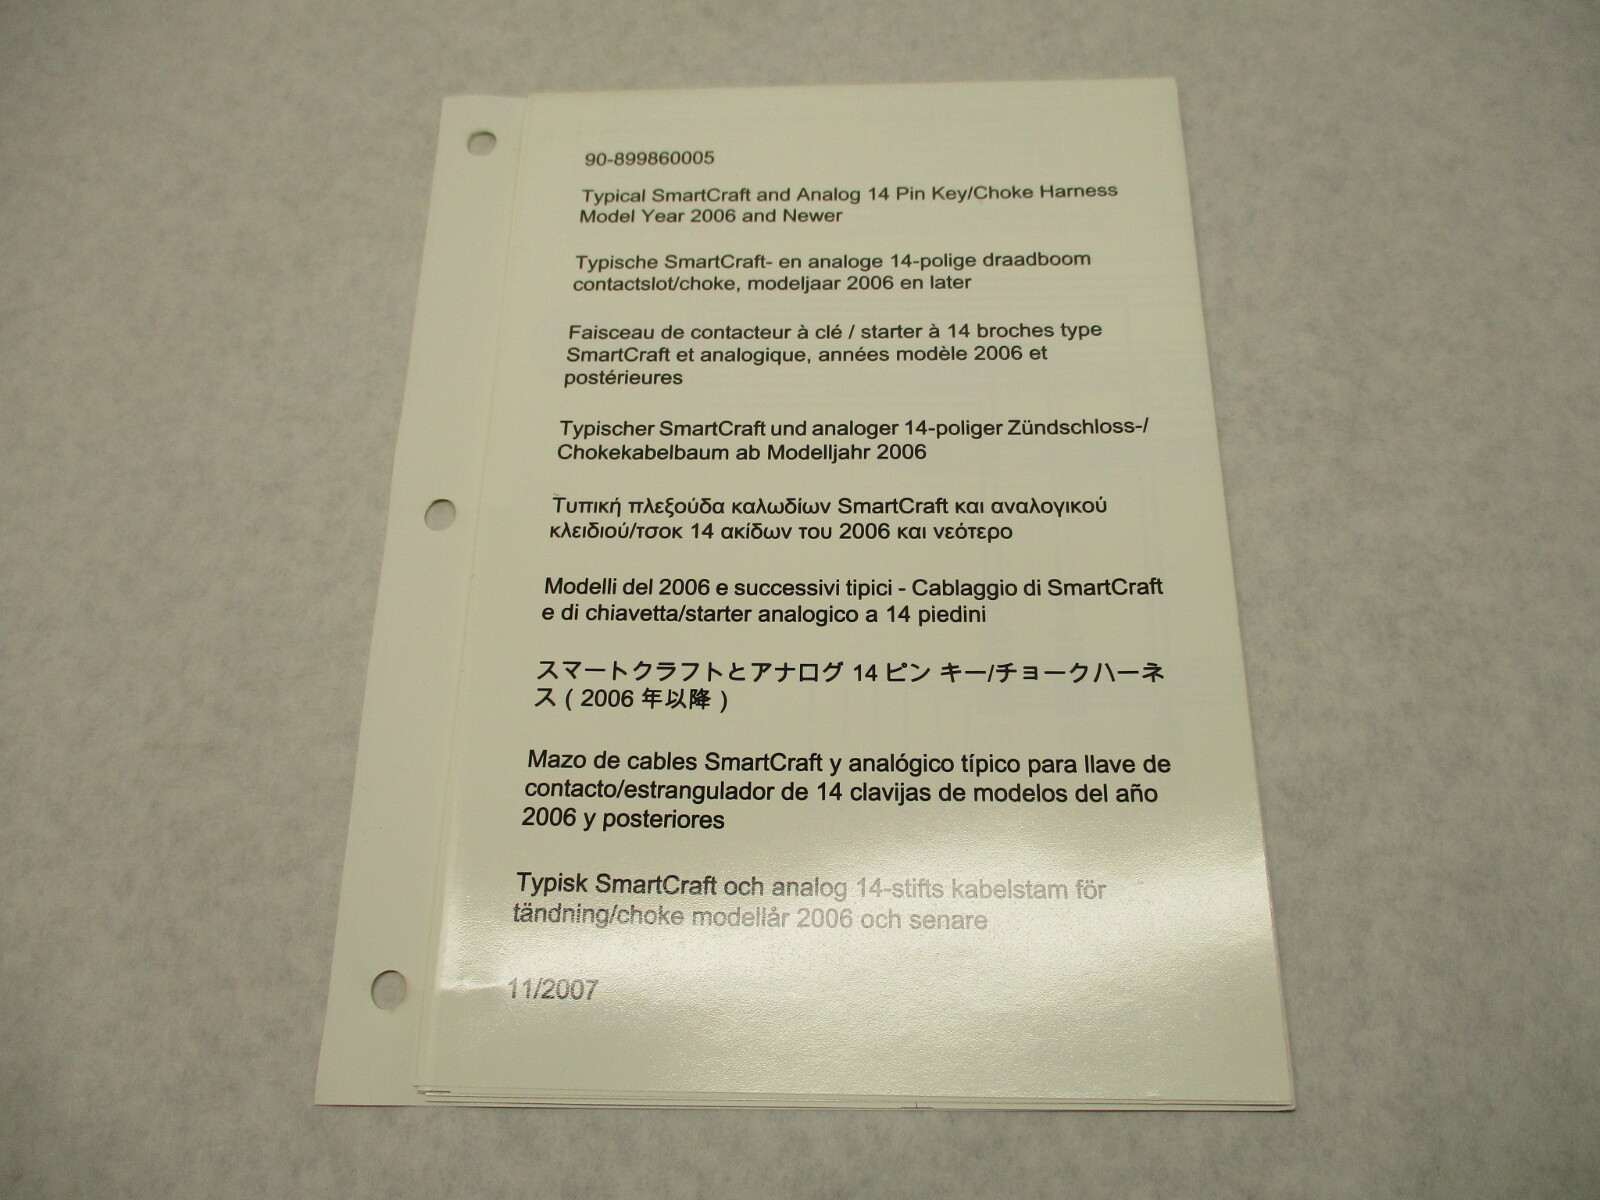 90-899860005
Typical SmartCraft and Analog 14 Pin Key/Choke Harness
Model Year 2006 and Newer
Typische SmartCraft- en analoge 14-polige draadboom
contactslot/choke, modeljaar 2006 en later
Faisceau de contacteur à clé / starter à 14 broches type
SmartCraft et analogique, années modèle 2006 et
postérieures
Typischer SmartCraft und analoger 14-poliger Zündschloss-/
Chokekabelbaum ab Modelljahr 2006
Τυπική πλεξούδα καλωδίων SmartCraft και αναλογικού
κλειδιού/τσοκ 14 ακίδων του 2006 και νεότερο
Modelli del 2006 e successivi tipici - Cablaggio di SmartCraft
e di chiavetta/starter analogico a 14 piedini
スマートクラフトとアナログ 14 ピン キー/チョークハーネ
ス ( 2006 年以降 )
Mazo de cables SmartCraft y analógico típico para llave de
contacto/estrangulador de 14 clavijas de modelos del año
2006 y posteriores
Typisk SmartCraft och analog 14-stifts kabelstam för
tändning/choke modellår 2006 och senare
11/2007